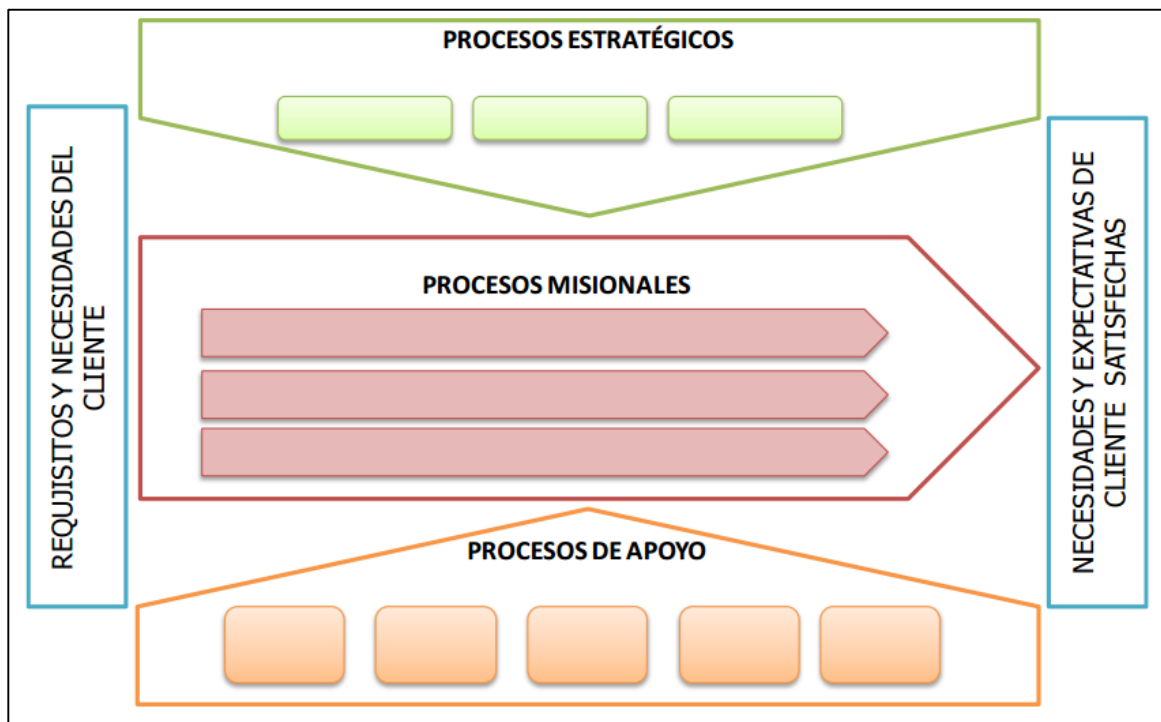 PROCESOS ESTRATÉGICOS
REQUISITOS Y NECESIDADES DEL
CLIENTE
PROCESOS MISIONALES
NECESIDADES Y EXPECTATIVAS DE
CLIENTE SATISFECHAS
PROCESOS DE APOYO